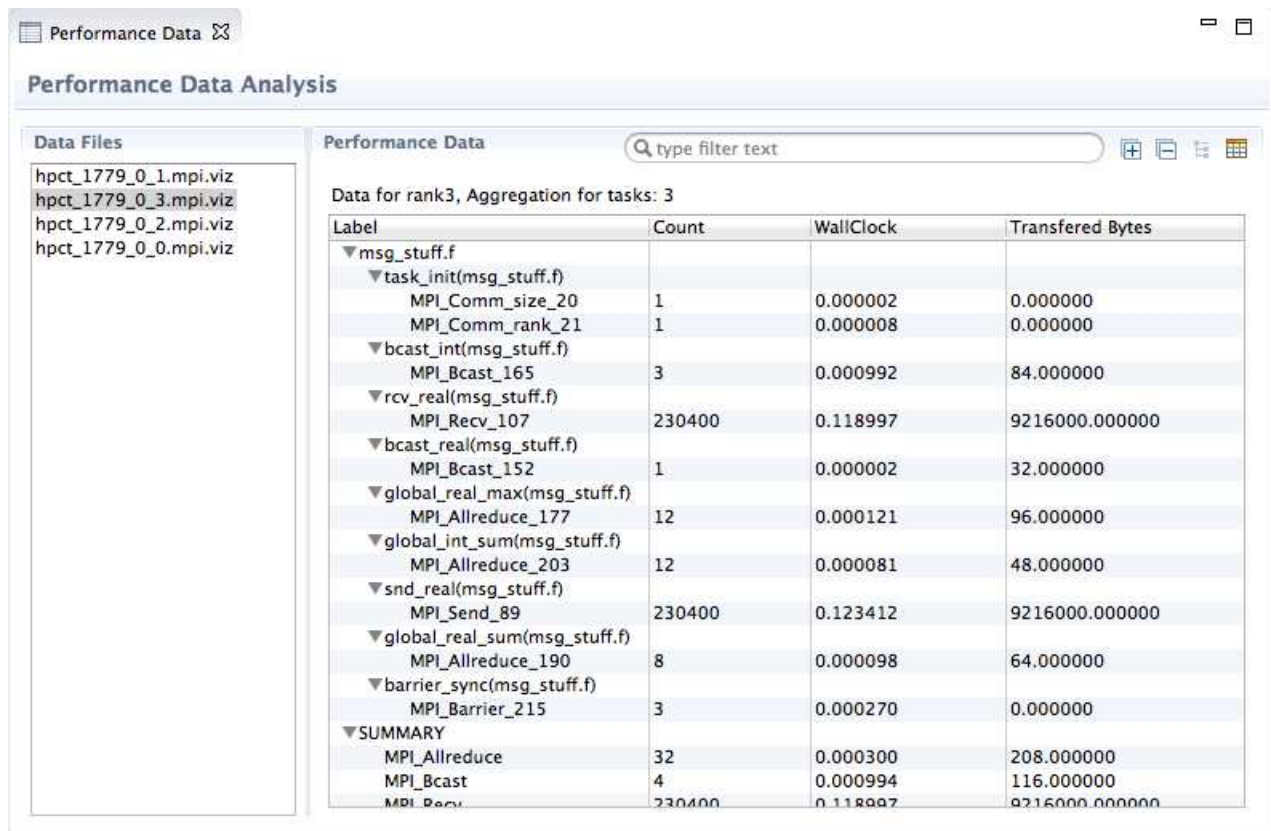 Performance Data
Performance Data Analysis
Data Files
hpct_1779_0_1.mpi.viz
hpct_1779_0_3.mpi.viz
hpct_1779_0_2.mpi.viz
hpct_1779_0_0.mpi.viz
Performance Data
type filter text
Data for rank3, Aggregation for tasks: 3
Label Count WallClock Transfered Bytes
msg_stuff.f
task_init(msg_stuff.f)
MPI_Comm_size_20 1 0.000002 0.000000
MPI_Comm_rank_21 1 0.000008 0.000000
bcast_int(msg_stuff.f)
MPI_Bcast_165 3 0.000992 84.000000
rcv_real(msg_stuff.f)
MPI_Recv_107 230400 0.118997 9216000.000000
bcast_real(msg_stuff.f)
MPI_Bcast_152 1 0.000002 32.000000
global_real_max(msg_stuff.f)
MPI_Allreduce_177 12 0.000121 96.000000
global_int_sum(msg_stuff.f)
MPI_Allreduce_203 12 0.000081 48.000000
snd_real(msg_stuff.f)
MPI_Send_89 230400 0.123412 9216000.000000
global_real_sum(msg_stuff.f)
MPI_Allreduce_190 8 0.000098 64.000000
barrier_sync(msg_stuff.f)
MPI_Barrier_215 3 0.000270 0.000000
SUMMARY
MPI_Allreduce 32 0.000300 208.000000
MPI_Bcast 4 0.000994 116.000000
MPI_Recv 230400 0.118997 9216000.000000